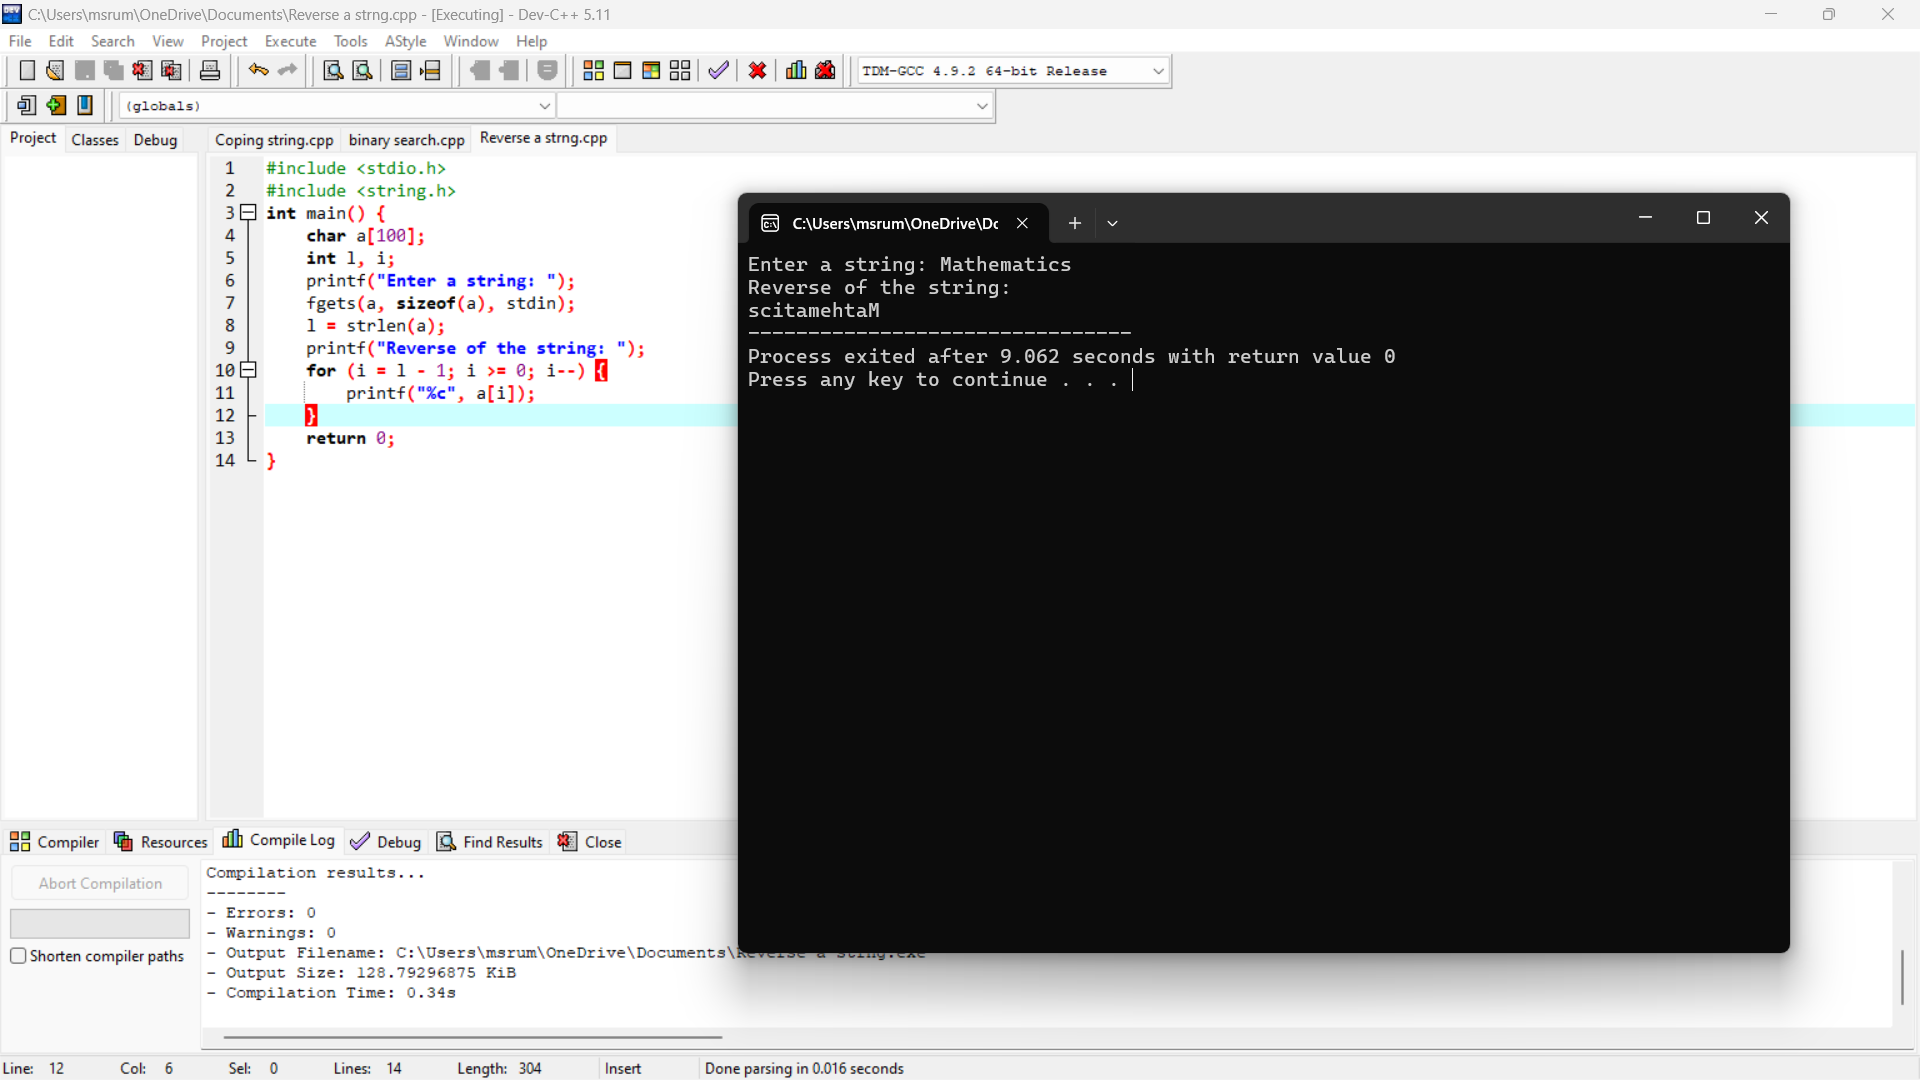 C:\Users\msrum\OneDrive\Documents\Reverse a strng.cpp - [Executing] - Dev-C++ 5.11
File Edit Search View Project Execute Tools AStyle Window Help
TDM-GCC 4.9.2 64-bit Release
(globals)
Project Classes Debug
Coping string.cpp binary search.cpp Reverse a strng.cpp
1 #include <stdio.h>
2 #include <string.h>
3 int main() {
4 char a[100];
5 int l, i;
6 printf("Enter a string: ");
7 fgets(a, sizeof(a), stdin);
8 l = strlen(a);
9 printf("Reverse of the string: ");
10 for (i = l - 1; i >= 0; i--) {
11 printf("%c", a[i]);
12 }
13 return 0;
14 }
C:\Users\msrum\OneDrive\Dc
Enter a string: Mathematics
Reverse of the string:
scitamehtaM
--------------------------------
Process exited after 9.062 seconds with return value 0
Press any key to continue . . .
Compiler Resources Compile Log Debug Find Results Close
Abort Compilation
Shorten compiler paths
Compilation results...
--------
- Errors: 0
- Warnings: 0
- Output Filename: C:\Users\msrum\OneDrive\Documents\Reverse a strng.exe
- Output Size: 128.79296875 KiB
- Compilation Time: 0.34s
Line: 12 Col: 6 Sel: 0 Lines: 14 Length: 304 Insert Done parsing in 0.016 seconds